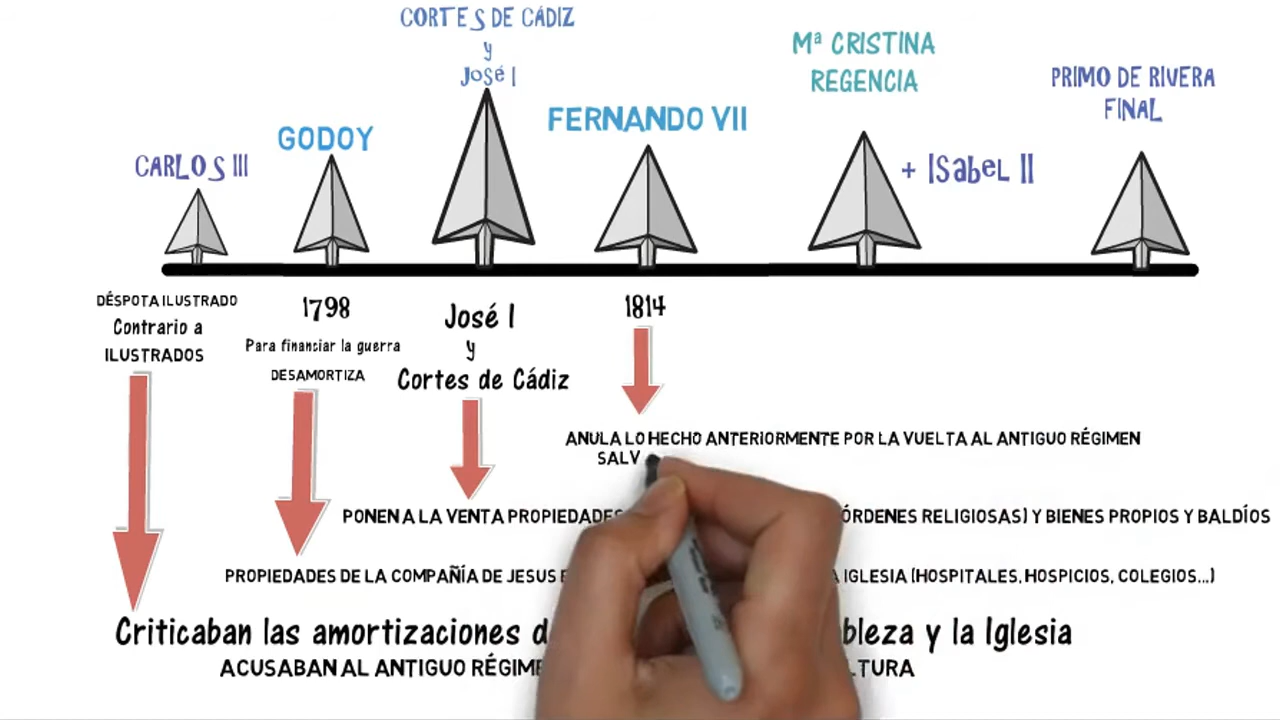 CORTES DE CÁDIZ
y
José I
Mª CRISTINA
REGENCIA
PRIMO DE RIVERA
FINAL
FERNANDO VII
GODOY
CARLOS III
+ ISabeL II
DÉSPOTA ILUSTRADO
Contrario a
ILUSTRADOS
1798
Para financiar la guerra
DESAMORTIZA
José I
y
Cortes de Cádiz
1814
ANULA LO HECHO ANTERIORMENTE POR LA VUELTA AL ANTIGUO RÉGIMEN
SALV
PONEN A LA VENTA PROPIEDADES ÓRDENES RELIGIOSAS) Y BIENES PROPIOS Y BALDÍOS
PROPIEDADES DE LA COMPAÑÍA DE JESUS IGLESIA (HOSPITALES, HOSPICIOS, COLEGIOS...)
Criticaban las amortizaciones y la Iglesia
ACUSABAN AL ANTIGUO